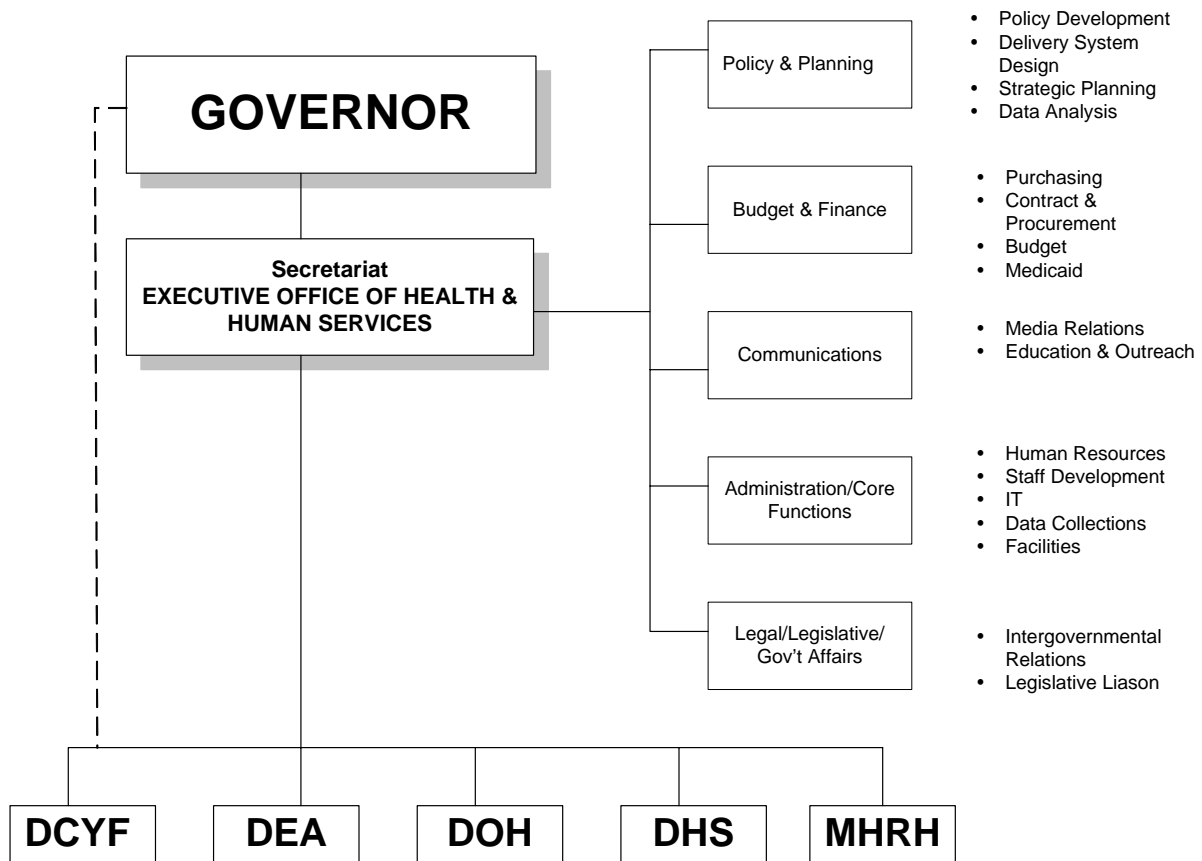 GOVERNOR
Secretariat
EXECUTIVE OFFICE OF HEALTH &
HUMAN SERVICES
Policy & Planning
• Policy Development
• Delivery System
Design
• Strategic Planning
• Data Analysis
Budget & Finance
• Purchasing
• Contract &
Procurement
• Budget
• Medicaid
Communications
• Media Relations
• Education & Outreach
Administration/Core
Functions
• Human Resources
• Staff Development
• IT
• Data Collections
• Facilities
Legal/Legislative/
Gov't Affairs
• Intergovernmental
Relations
• Legislative Liason
DCYF
DEA
DOH
DHS
MHRH